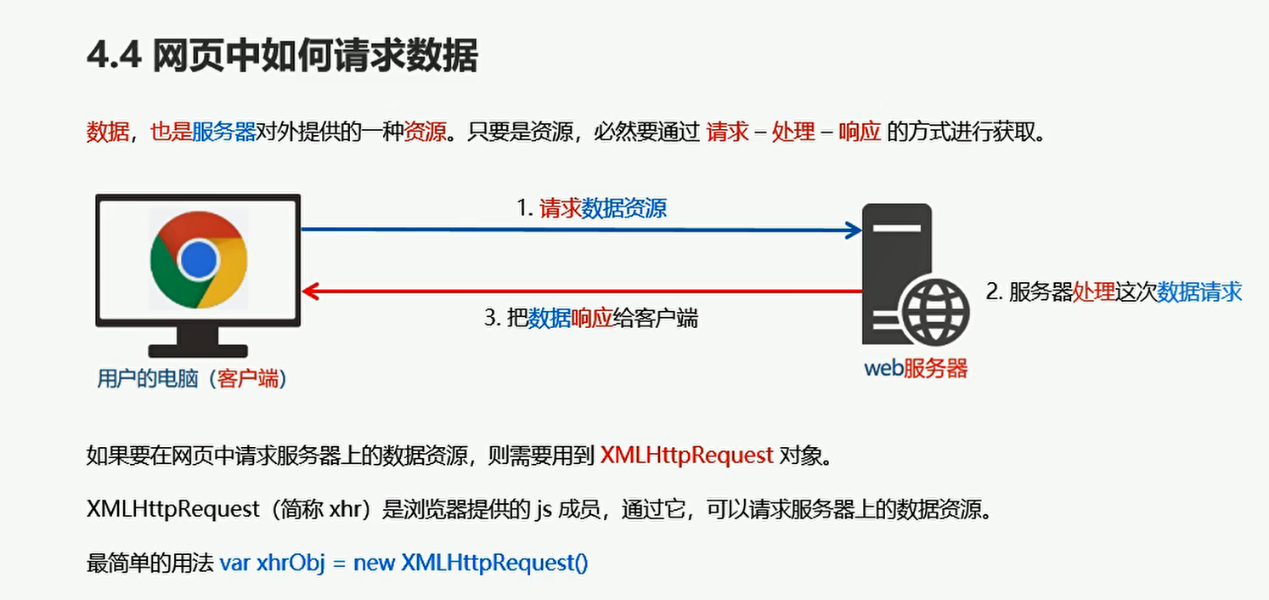 4.4 网页中如何请求数据
数据，也是服务器对外提供的一种资源。只要是资源，必然要通过 请求 – 处理 – 响应 的方式进行获取。
1. 请求数据资源
2. 服务器处理这次数据请求
3. 把数据响应给客户端
用户的电脑（客户端）
web服务器
如果要在网页中请求服务器上的数据资源，则需要用到 XMLHttpRequest 对象。
XMLHttpRequest（简称 xhr）是浏览器提供的 js 成员，通过它，可以请求服务器上的数据资源。
最简单的用法 var xhrObj = new XMLHttpRequest()